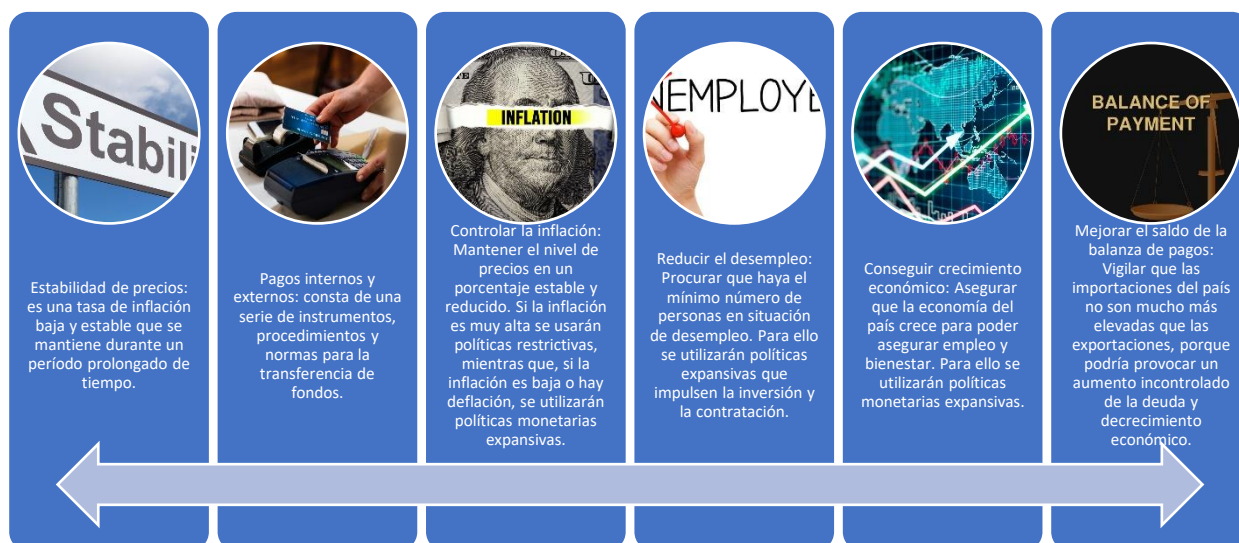 Stabili
Estabilidad de precios:
es una tasa de inflación
baja y estable que se
mantiene durante un
período prolongado de
tiempo.
Pagos internos y
externos: consta de una
serie de instrumentos,
procedimientos y
normas para la
transferencia de
fondos.
INFLATION
Controlar la inflación:
Mantener el nivel de
precios en un
porcentaje estable y
reducido. Si la inflación
es muy alta se usarán
políticas restrictivas,
mientras que, si la
inflación es baja o hay
deflación, se utilizarán
políticas monetarias
expansivas.
NEMPLOYE
Reducir el desempleo:
Procurar que haya el
mínimo número de
personas en situación
de desempleo. Para ello
se utilizarán políticas
expansivas que
impulsen la inversión y
la contratación.
Conseguir crecimiento
económico: Asegurar
que la economía del
país crece para poder
asegurar empleo y
bienestar. Para ello se
utilizarán políticas
monetarias expansivas.
BALANCE OF
PAYMENT
Mejorar el saldo de la
balanza de pagos:
Vigilar que las
importaciones del país
no son mucho más
elevadas que las
exportaciones, porque
podría provocar un
aumento incontrolado
de la deuda y
decrecimiento
económico.